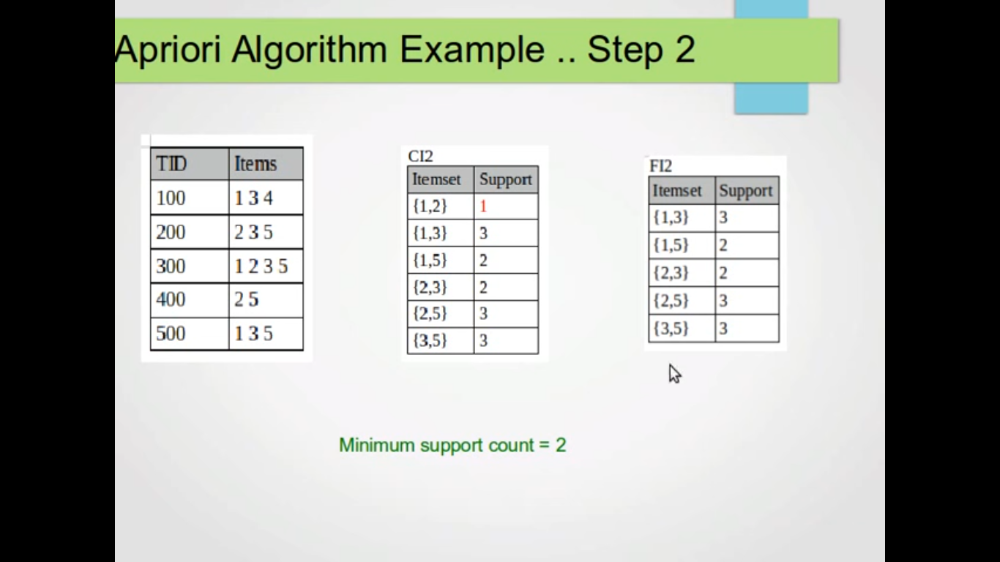 Apriori Algorithm Example .. Step 2
TID Items
100 1 3 4
200 2 3 5
300 1 2 3 5
400 2 5
500 1 3 5
CI2
Itemset Support
{1,2} 1
{1,3} 3
{1,5} 2
{2,3} 2
{2,5} 3
{3,5} 3
FI2
Itemset Support
{1,3} 3
{1,5} 2
{2,3} 2
{2,5} 3
{3,5} 3
Minimum support count = 2